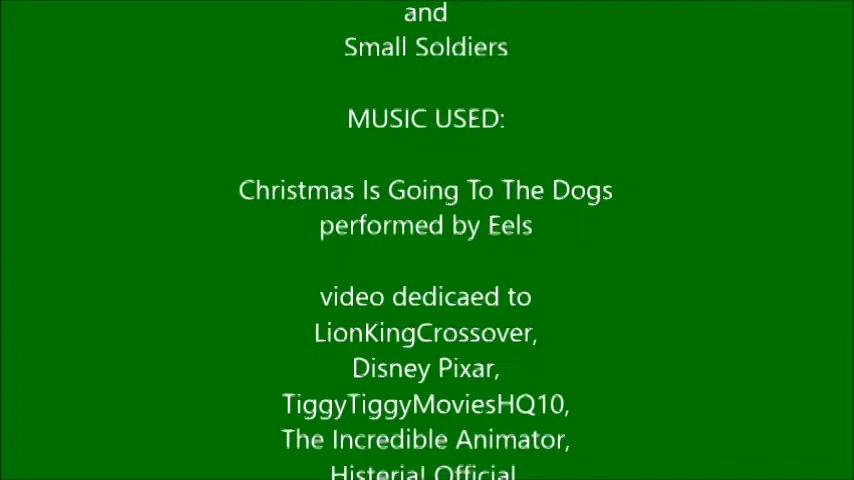 and
Small Soldiers
MUSIC USED:
Christmas Is Going To The Dogs
performed by Eels
video dedicaed to
LionKingCrossover,
Disney Pixar,
TiggyTiggyMoviesHQ10,
The Incredible Animator,
Histeria! Official